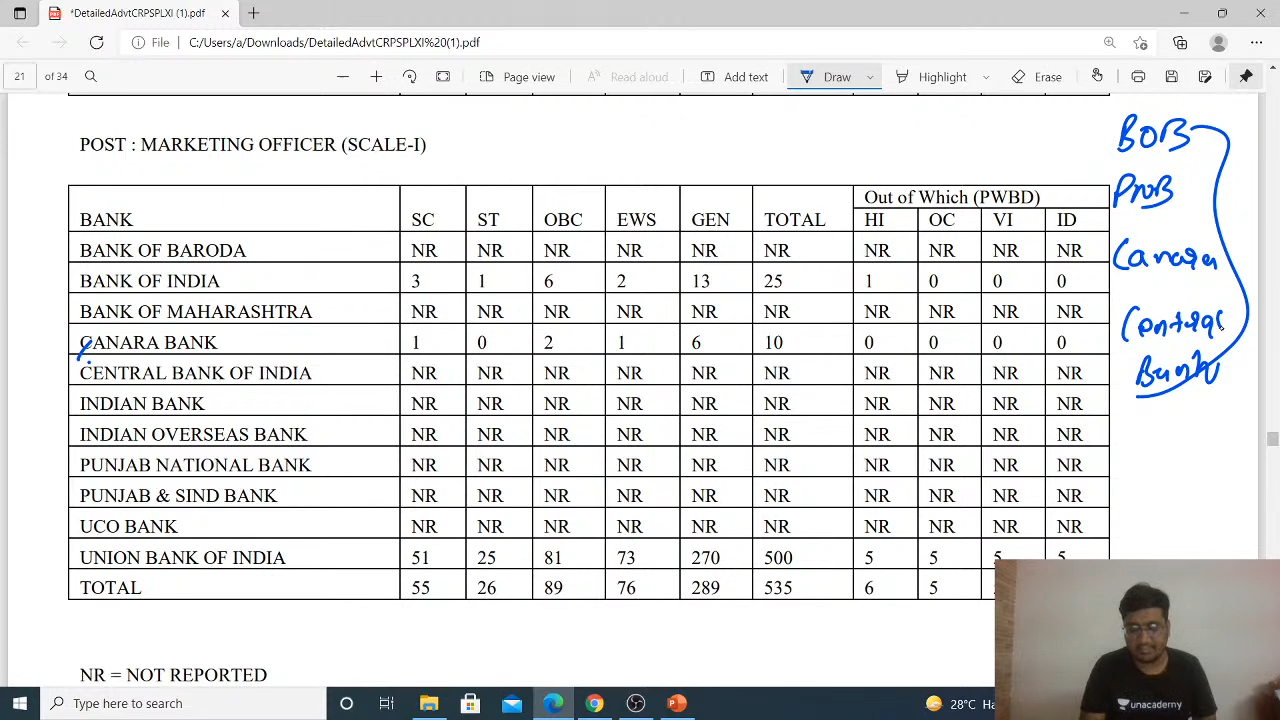 *DetailedAdvtCRPSPLXI (1).pdf
File C:/Users/a/Downloads/DetailedAdvtCRPSPLXI%20(1).pdf
21 of 34 Page view Read aloud Add text Draw Highlight Erase
POST : MARKETING OFFICER (SCALE-I)
BANK SC ST OBC EWS GEN TOTAL Out of Which (PWBD)
HI OC VI ID
BANK OF BARODA NR NR NR NR NR NR NR NR NR NR
BANK OF INDIA 3 1 6 2 13 25 1 0 0 0
BANK OF MAHARASHTRA NR NR NR NR NR NR NR NR NR NR
CANARA BANK 1 0 2 1 6 10 0 0 0 0
CENTRAL BANK OF INDIA NR NR NR NR NR NR NR NR NR NR
INDIAN BANK NR NR NR NR NR NR NR NR NR NR
INDIAN OVERSEAS BANK NR NR NR NR NR NR NR NR NR NR
PUNJAB NATIONAL BANK NR NR NR NR NR NR NR NR NR NR
PUNJAB & SIND BANK NR NR NR NR NR NR NR NR NR NR
UCO BANK NR NR NR NR NR NR NR NR NR NR
UNION BANK OF INDIA 51 25 81 73 270 500 5 5 5 5
TOTAL 55 26 89 76 289 535 6 5
NR = NOT REPORTED
BOB
Canara
Bank
unacademy
Type here to search
28°C